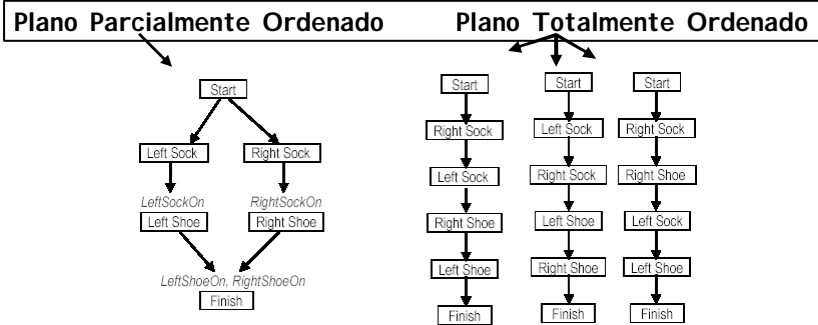 Plano Parcialmente Ordenado
Plano Totalmente Ordenado
Start
Left Sock
Right Sock
LeftSockOn
RightSockOn
Left Shoe
Right Shoe
LeftShoeOn, RightShoeOn
Finish
Start
Right Sock
Left Sock
Right Shoe
Left Shoe
Finish
Start
Left Sock
Right Sock
Left Shoe
Right Shoe
Finish
Start
Right Sock
Right Shoe
Left Sock
Left Shoe
Finish